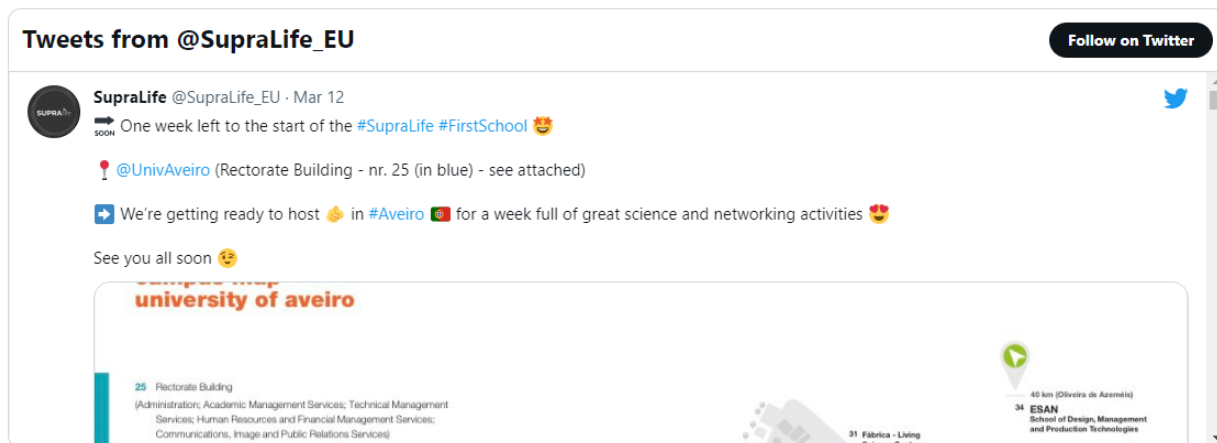 Tweets from @SupraLife_EU
Follow on Twitter
SUPRAlife
SupraLife @SupraLife_EU · Mar 12
SOON One week left to the start of the #SupraLife #FirstSchool 🤩
📍 @UnivAveiro (Rectorate Building - nr. 25 (in blue) - see attached)
➡️ We're getting ready to host 🫵 in #Aveiro 🇵🇹 for a week full of great science and networking activities 😍
See you all soon 😉
campus map
university of aveiro
25 Rectorate Building
(Administration; Academic Management Services; Technical Management
Services; Human Resources and Financial Management Services;
Communications, Image and Public Relations Services)
40 km (Oliveira de Azeméis)
34 ESAN
School of Design, Management
and Production Technologies
31 Fábrica - Living